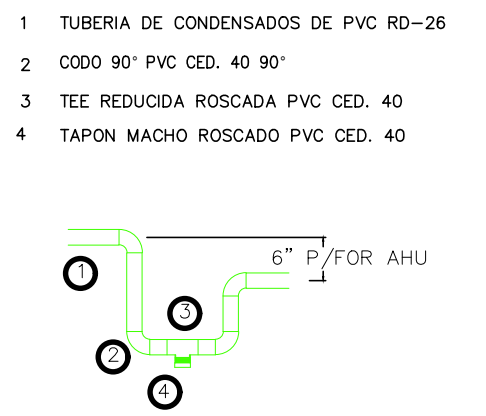 1 TUBERIA DE CONDENSADOS DE PVC RD-26
2 CODO 90° PVC CED. 40 90°
3 TEE REDUCIDA ROSCADA PVC CED. 40
4 TAPON MACHO ROSCADO PVC CED. 40
6" P/FOR AHU
1
3
2
4